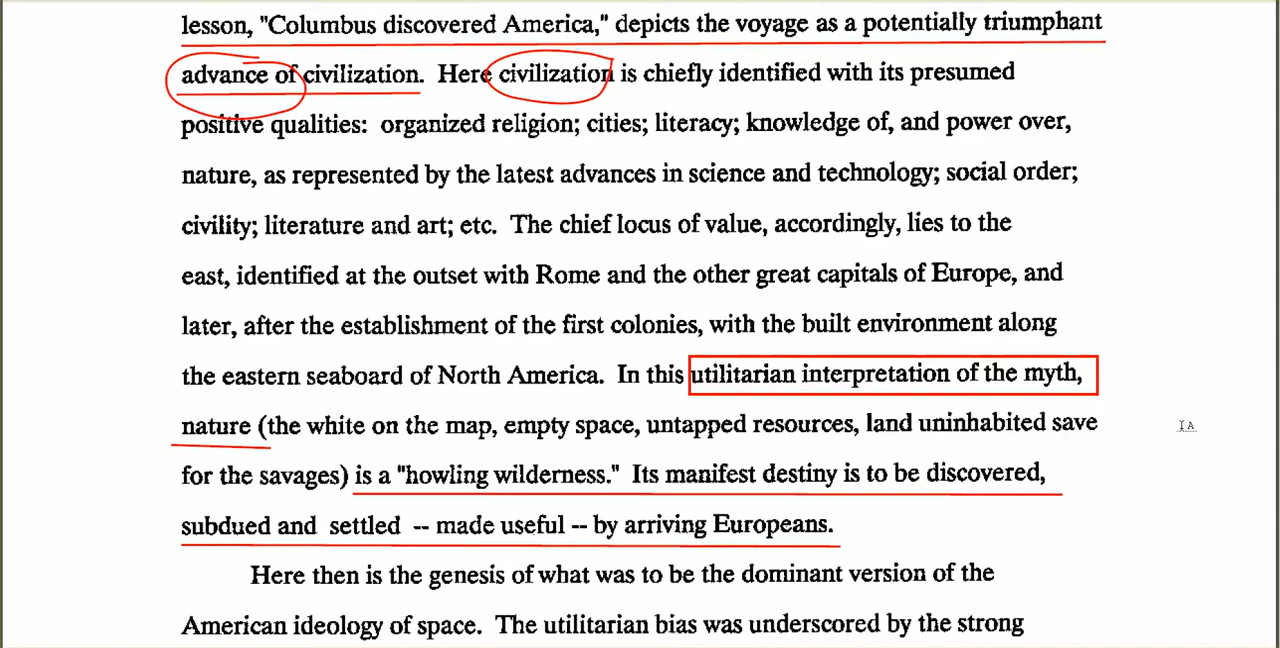 lesson, "Columbus discovered America," depicts the voyage as a potentially triumphant
advance of civilization. Here civilization is chiefly identified with its presumed
positive qualities: organized religion; cities; literacy; knowledge of, and power over,
nature, as represented by the latest advances in science and technology; social order;
civility; literature and art; etc. The chief locus of value, accordingly, lies to the
east, identified at the outset with Rome and the other great capitals of Europe, and
later, after the establishment of the first colonies, with the built environment along
the eastern seaboard of North America. In this utilitarian interpretation of the myth,
nature (the white on the map, empty space, untapped resources, land uninhabited save
for the savages) is a "howling wilderness." Its manifest destiny is to be discovered,
subdued and settled -- made useful -- by arriving Europeans.
Here then is the genesis of what was to be the dominant version of the
American ideology of space. The utilitarian bias was underscored by the strong